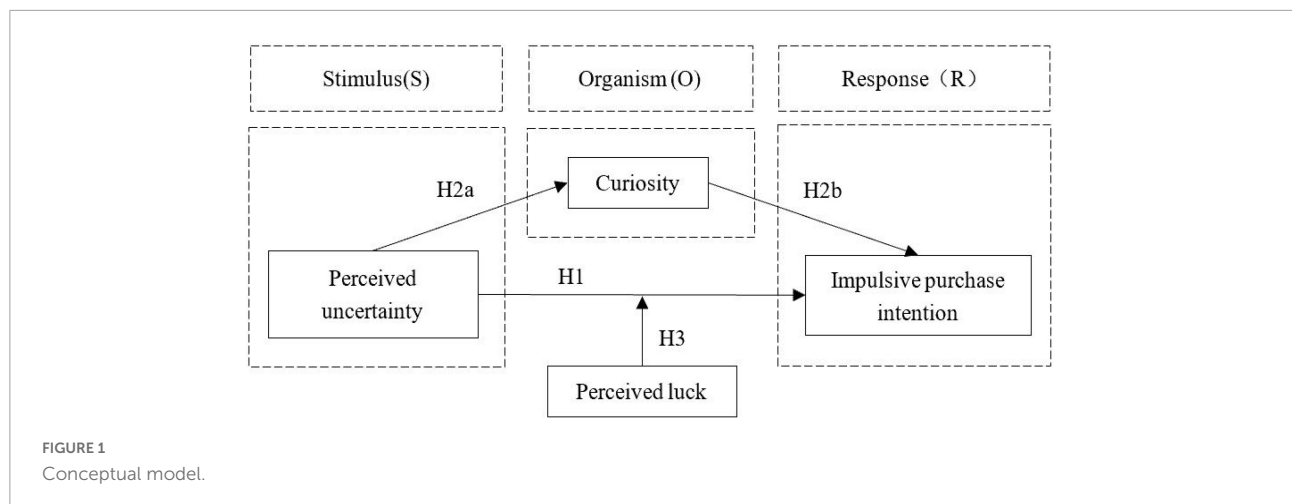 Stimulus(S)
Organism (O)
Response（R）
H2a
Curiosity
H2b
Perceived
uncertainty
H1
Impulsive purchase
intention
H3
Perceived luck
FIGURE 1
Conceptual model.